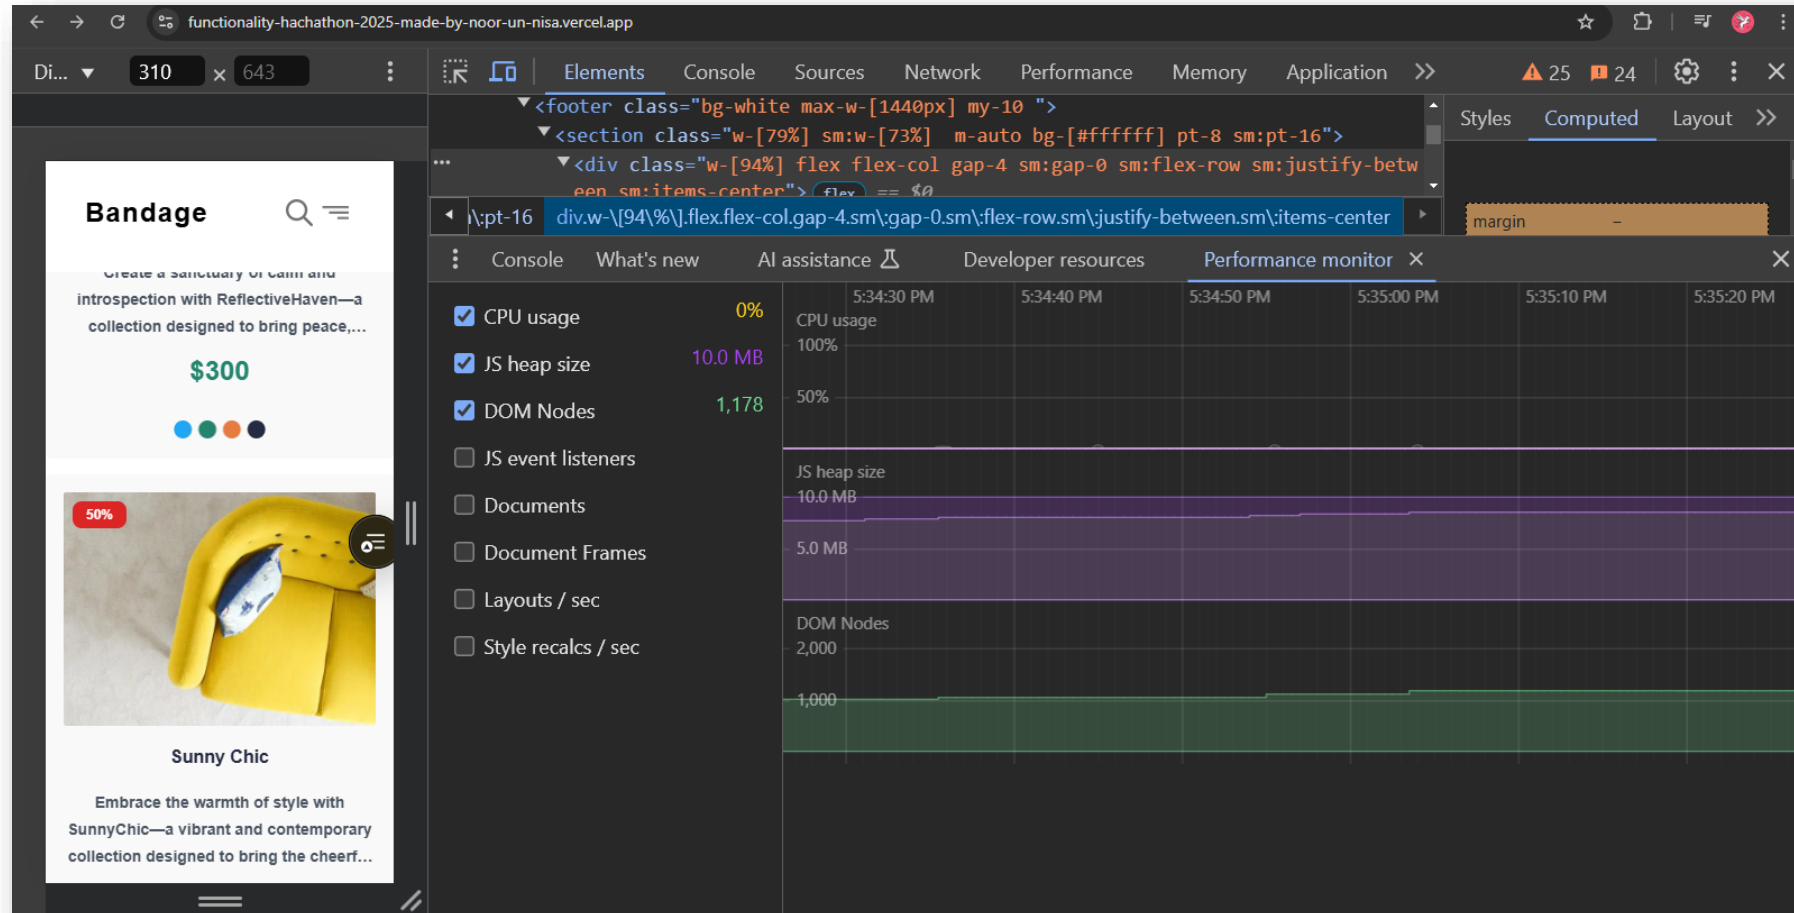 functionality-hachathon-2025-made-by-noor-un-nisa.vercel.app
Di... ▼ 310 × 643
Elements Console Sources Network Performance Memory Application >> 25 24
<footer class="bg-white max-w-[1440px] my-10 ">
<section class="w-[79%] sm:w-[73%]  m-auto bg-[#ffffff] pt-8 sm:pt-16">
<div class="w-[94%] flex flex-col gap-4 sm:gap-0 sm:flex-row sm:justify-betw
een sm:items-center"> flex == $0
\:pt-16 div.w-\[94\%\].flex.flex-col.gap-4.sm\:gap-0.sm\:flex-row.sm\:justify-between.sm\:items-center
Styles Computed Layout >>
margin –
Console What's new AI assistance Developer resources Performance monitor
Bandage
Create a sanctuary of calm and
introspection with ReflectiveHaven—a
collection designed to bring peace,...
$300
50%
Sunny Chic
Embrace the warmth of style with
SunnyChic—a vibrant and contemporary
collection designed to bring the cheerf...
CPU usage 0%
JS heap size 10.0 MB
DOM Nodes 1,178
JS event listeners
Documents
Document Frames
Layouts / sec
Style recalcs / sec
5:34:30 PM 5:34:40 PM 5:34:50 PM 5:35:00 PM 5:35:10 PM 5:35:20 PM
CPU usage
100%
50%
JS heap size
10.0 MB
5.0 MB
DOM Nodes
2,000
1,000